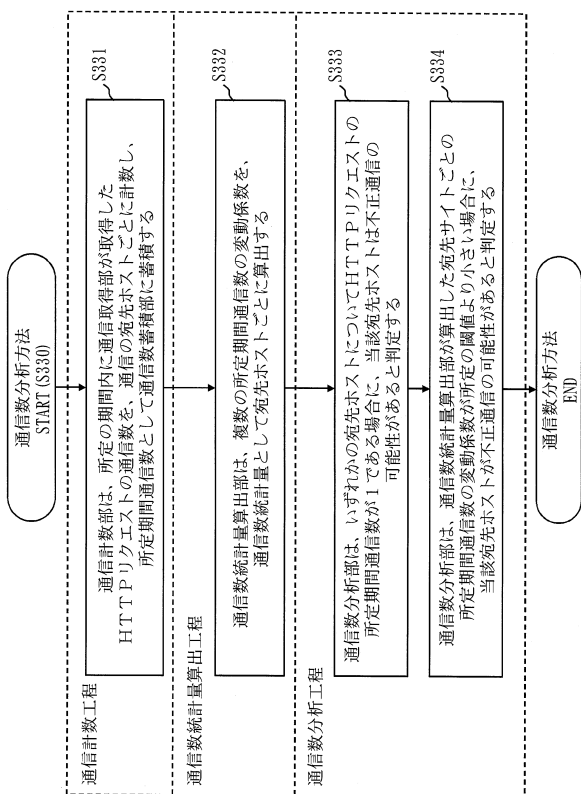 通信数分析方法
START(S330)
通信計数工程
S331
通信計数部は、所定の期間内に通信取得部が取得した
HTTPリクエストの通信数を、通信の宛先ホストごとに計数し、
所定期間通信数として通信数蓄積部に蓄積する
通信数統計量算出工程
S332
通信数統計量算出部は、複数の所定期間通信数の変動係数を、
通信数統計量として宛先ホストごとに算出する
通信数分析工程
S333
通信数分析部は、いずれかの宛先ホストについてHTTPリクエストの
所定期間通信数が1である場合に、当該宛先ホストは不正通信の
可能性があると判定する
S334
通信数分析部は、通信数統計量算出部が算出した宛先サイトごとの
所定期間通信数の変動係数が所定の閾値より小さい場合に、
当該宛先ホストが不正通信の可能性があると判定する
通信数分析方法
END